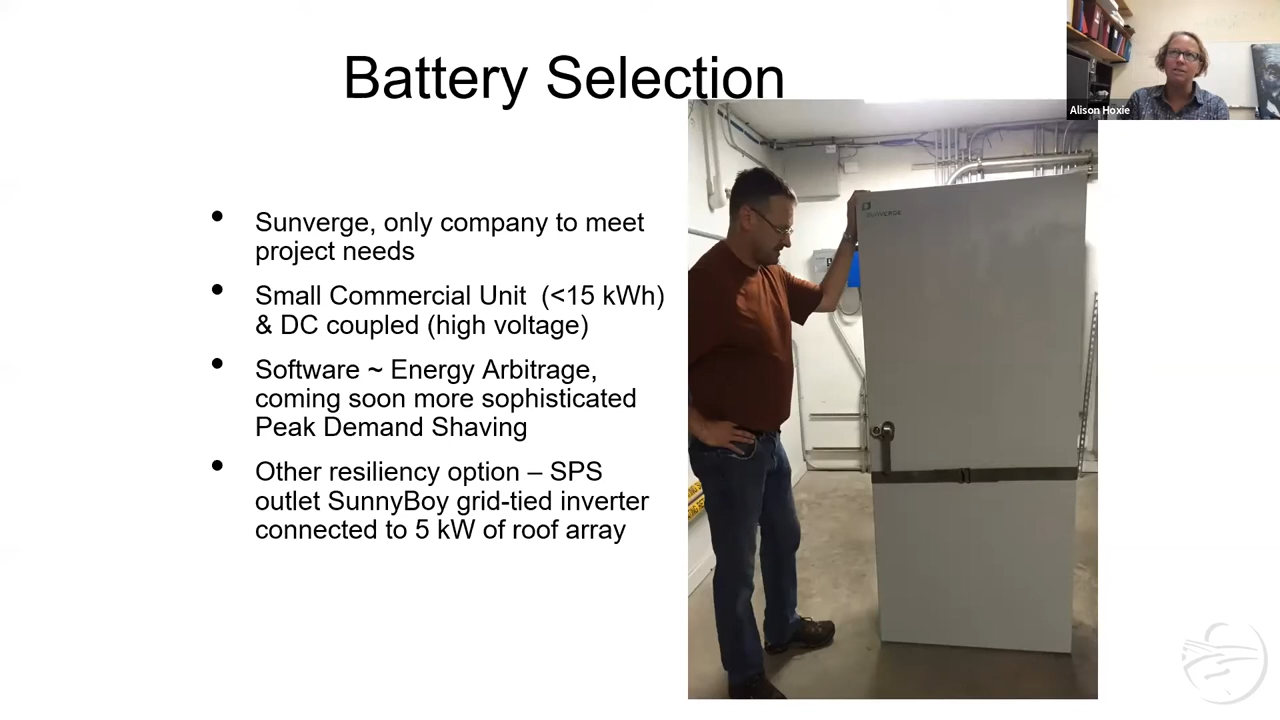 Battery Selection
Alison Hoxie
• Sunverge, only company to meet
project needs
• Small Commercial Unit (<15 kWh)
& DC coupled (high voltage)
• Software ~ Energy Arbitrage,
coming soon more sophisticated
Peak Demand Shaving
• Other resiliency option – SPS
outlet SunnyBoy grid-tied inverter
connected to 5 kW of roof array
SUNVERGE